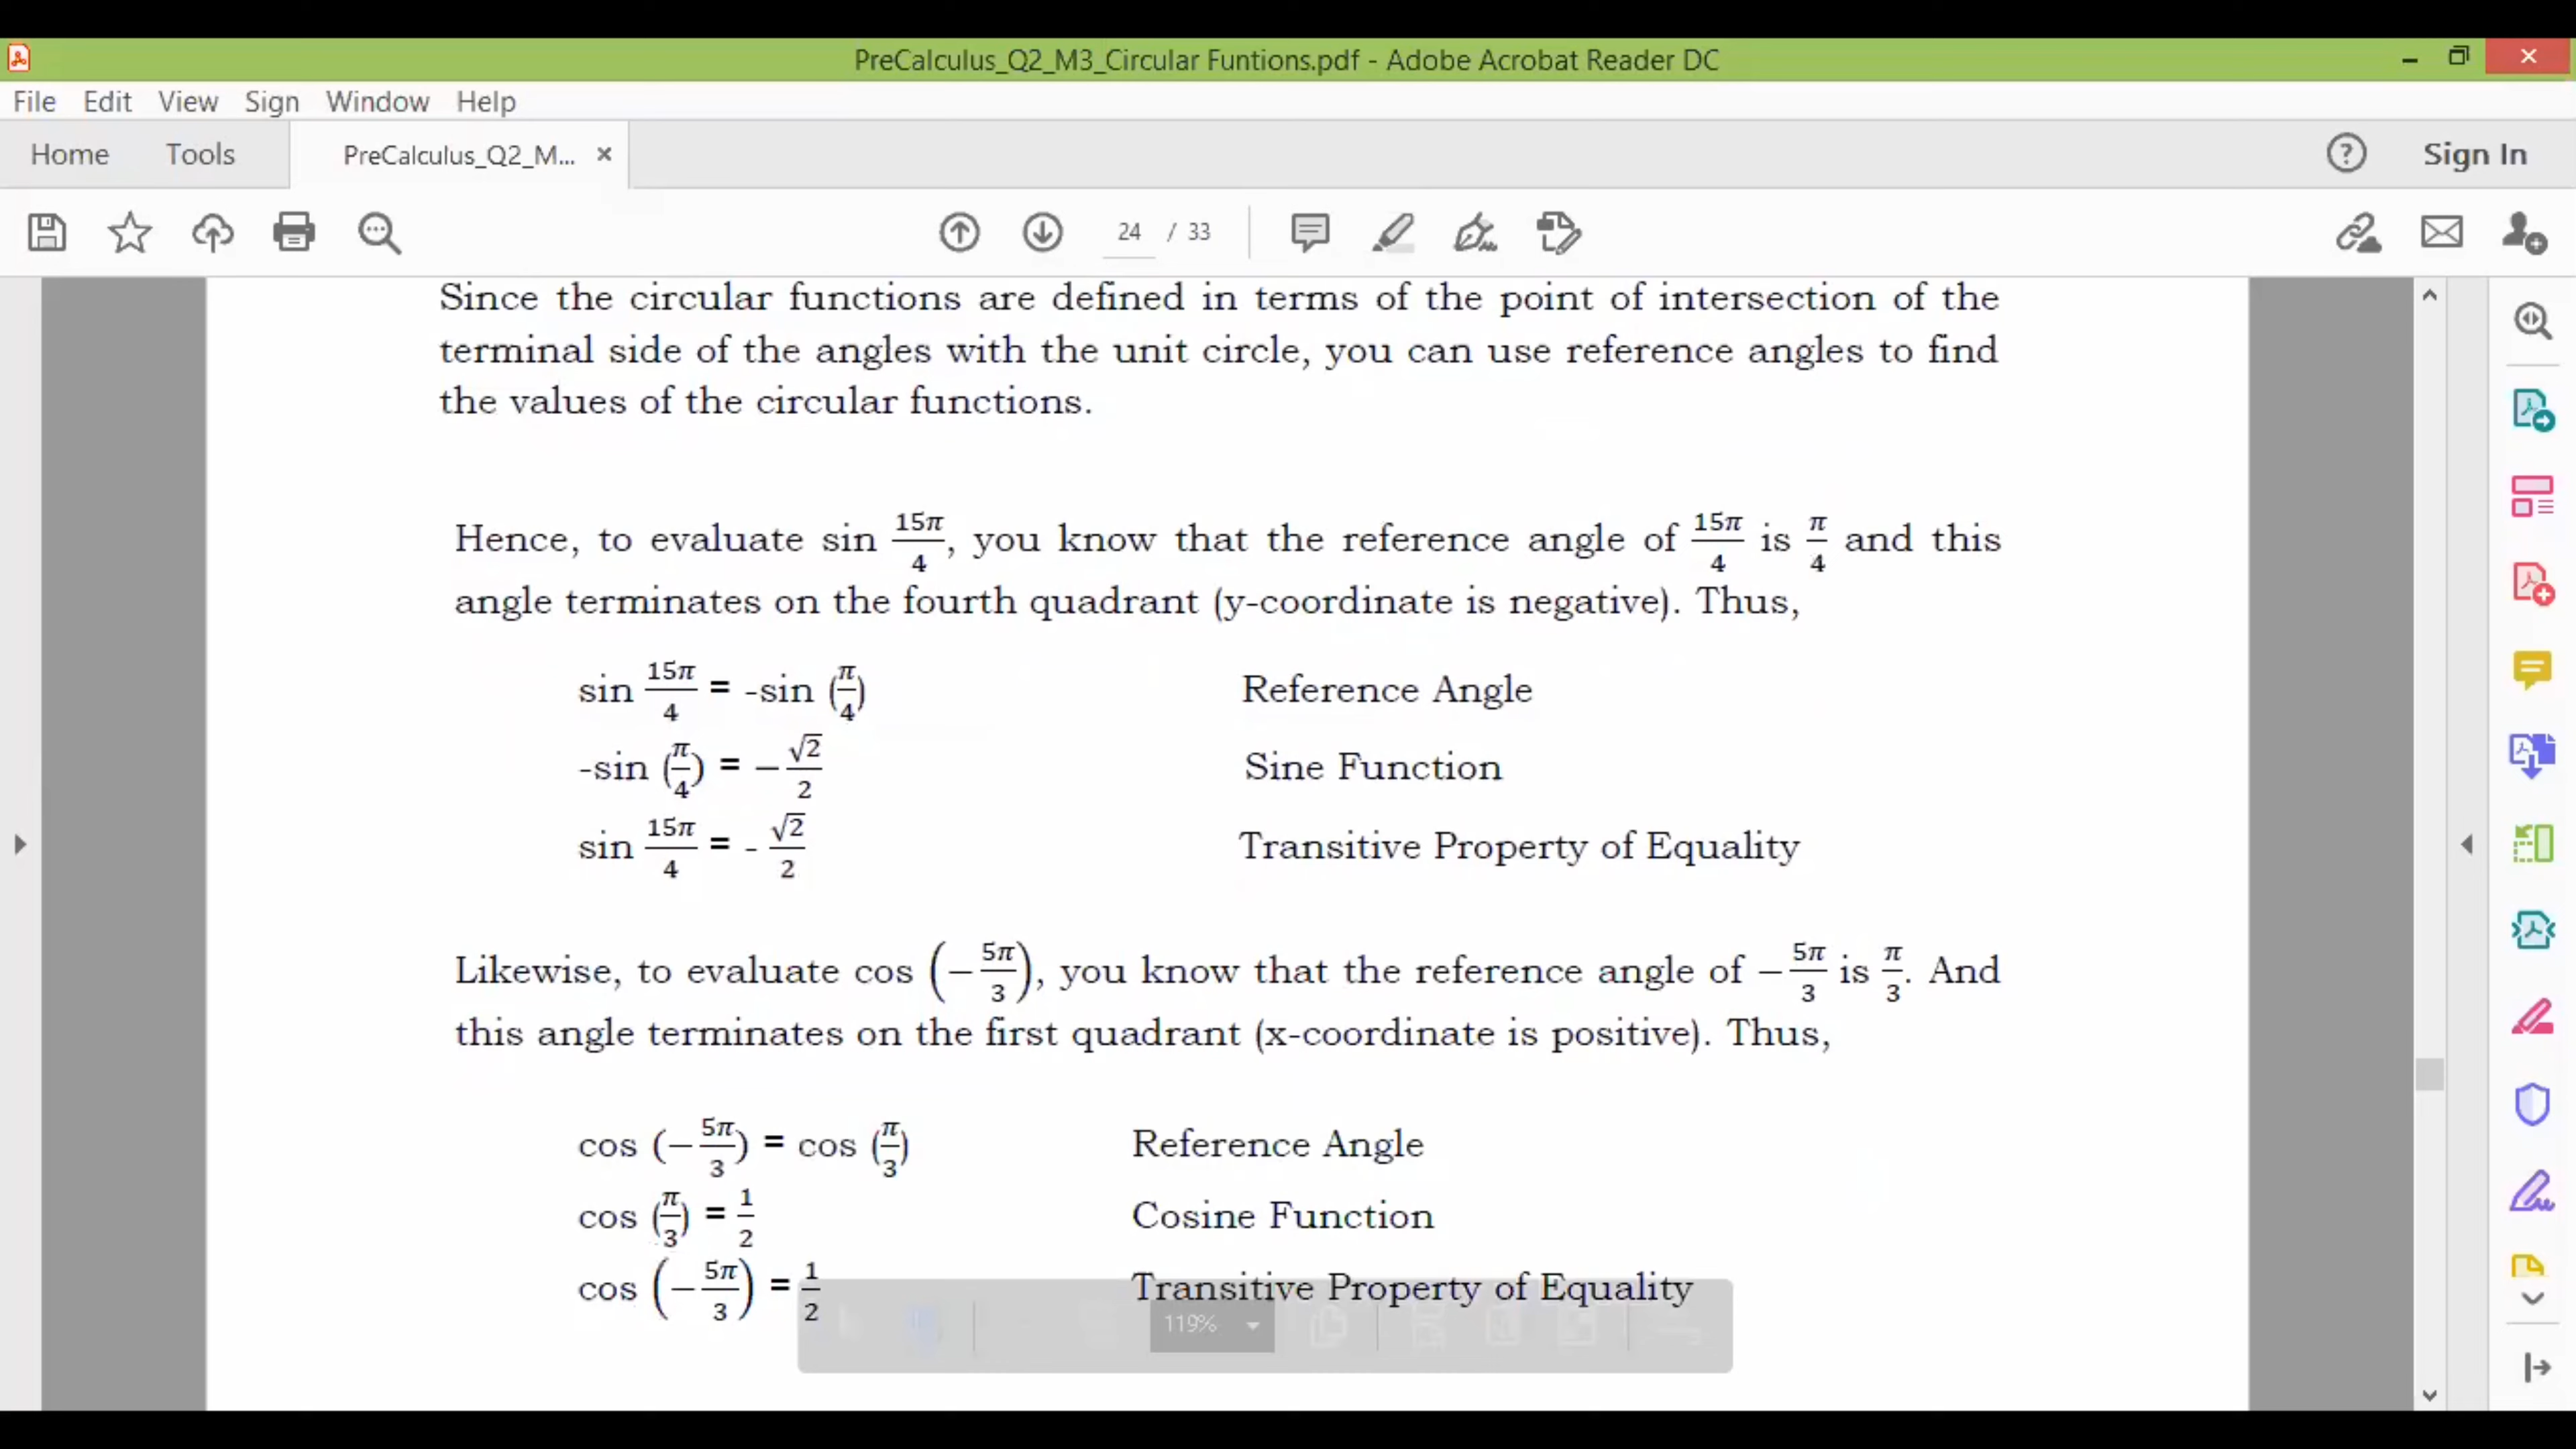 PreCalculus_Q2_M3_Circular Funtions.pdf - Adobe Acrobat Reader DC
File Edit View Sign Window Help
Home Tools PreCalculus_Q2_M... × Sign In
24 / 33
Since the circular functions are defined in terms of the point of intersection of the
terminal side of the angles with the unit circle, you can use reference angles to find
the values of the circular functions.
Hence, to evaluate sin 15π/4, you know that the reference angle of 15π/4 is π/4 and this
angle terminates on the fourth quadrant (y-coordinate is negative). Thus,
sin 15π/4 = -sin (π/4) Reference Angle
-sin (π/4) = −√2/2 Sine Function
sin 15π/4 = - √2/2 Transitive Property of Equality
Likewise, to evaluate cos (−5π/3), you know that the reference angle of −5π/3 is π/3. And
this angle terminates on the first quadrant (x-coordinate is positive). Thus,
cos (−5π/3) = cos (π/3) Reference Angle
cos (π/3) = 1/2 Cosine Function
cos (−5π/3) = 1/2 Transitive Property of Equality
119%